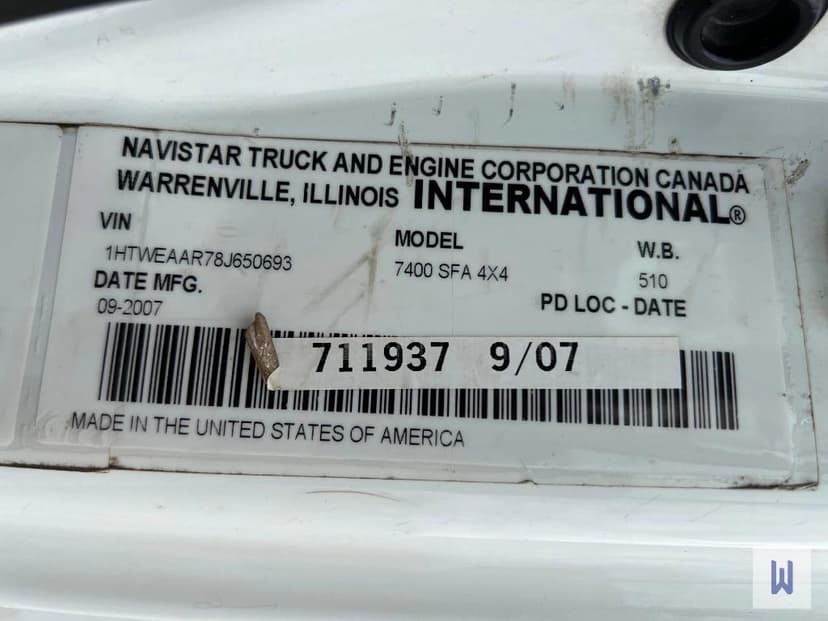 NAVISTAR TRUCK AND ENGINE CORPORATION CANADA
WARRENVILLE, ILLINOIS INTERNATIONAL®
VIN MODEL W.B.
1HTWEAAR78J650693 7400 SFA 4X4 510
DATE MFG. PD LOC - DATE
09-2007
711937 9/07
MADE IN THE UNITED STATES OF AMERICA
W